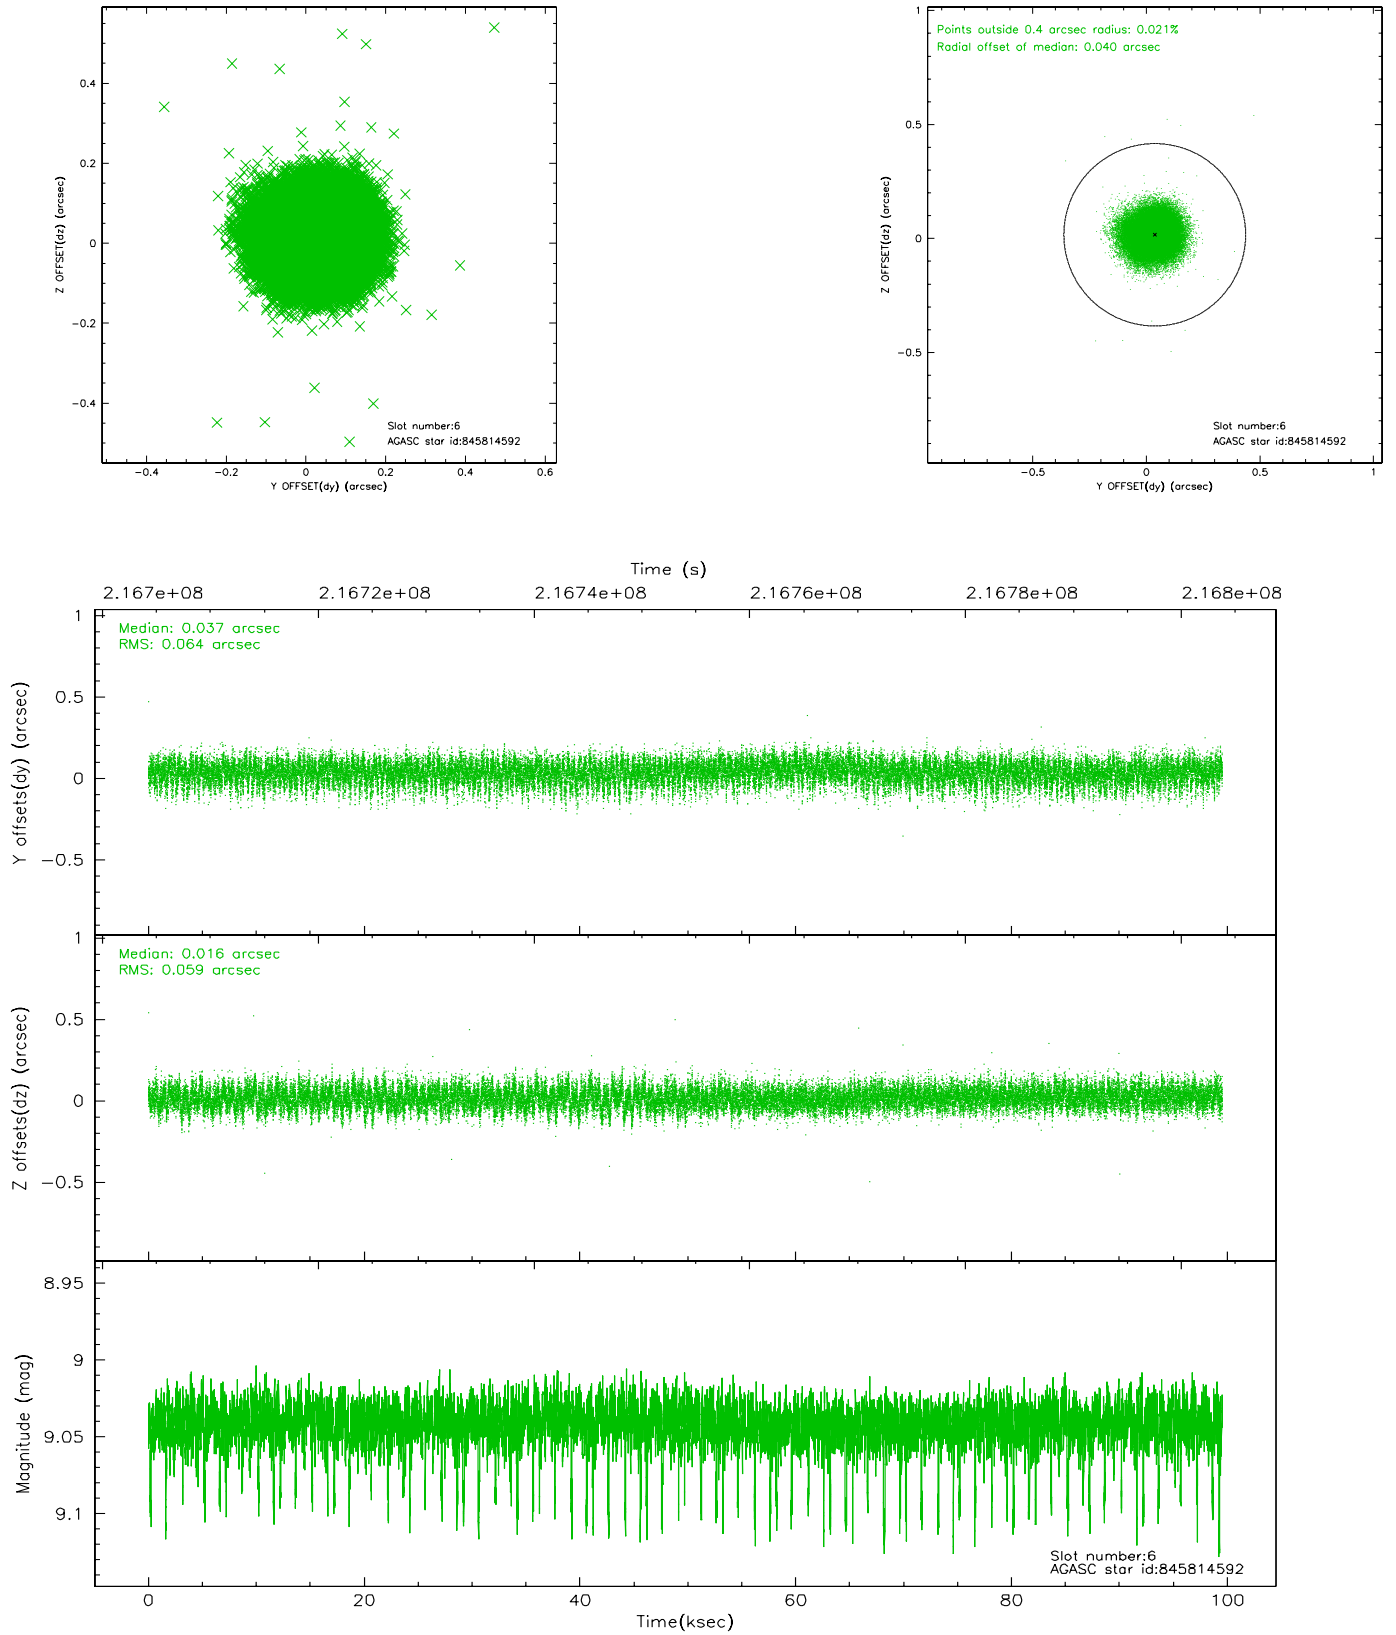 0.4
0.2
0
-0.2
-0.4
Z OFFSET(dz) (arcsec)
Slot number:6
AGASC star id:845814592
-0.4 -0.2 0 0.2 0.4 0.6
Y OFFSET(dy) (arcsec)
1
0.5
0
-0.5
Z OFFSET(dz) (arcsec)
Points outside 0.4 arcsec radius: 0.021%
Radial offset of median: 0.040 arcsec
Slot number:6
AGASC star id:845814592
-0.5 0 0.5 1
Y OFFSET(dy) (arcsec)
Time (s)
2.167e+08 2.1672e+08 2.1674e+08 2.1676e+08 2.1678e+08 2.168e+08
1
0.5
0
-0.5
Y offsets(dy) (arcsec)
Median: 0.037 arcsec
RMS: 0.064 arcsec
1
0.5
0
-0.5
Z offsets(dz) (arcsec)
Median: 0.016 arcsec
RMS: 0.059 arcsec
8.95
9
9.05
9.1
Magnitude (mag)
Slot number:6
AGASC star id:845814592
0 20 40 60 80 100
Time(ksec)